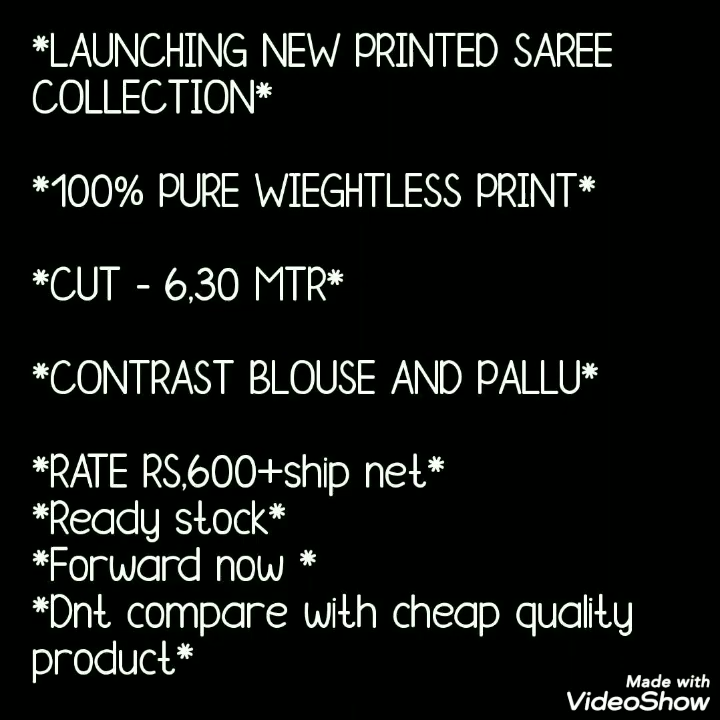 *LAUNCHING NEW PRINTED SAREE
COLLECTION*
*100% PURE WIEGHTLESS PRINT*
*CUT - 6,30 MTR*
*CONTRAST BLOUSE AND PALLU*
*RATE RS,600+ship net*
*Ready stock*
*Forward now *
*Dnt compare with cheap quality
product*
Made with
VideoShow